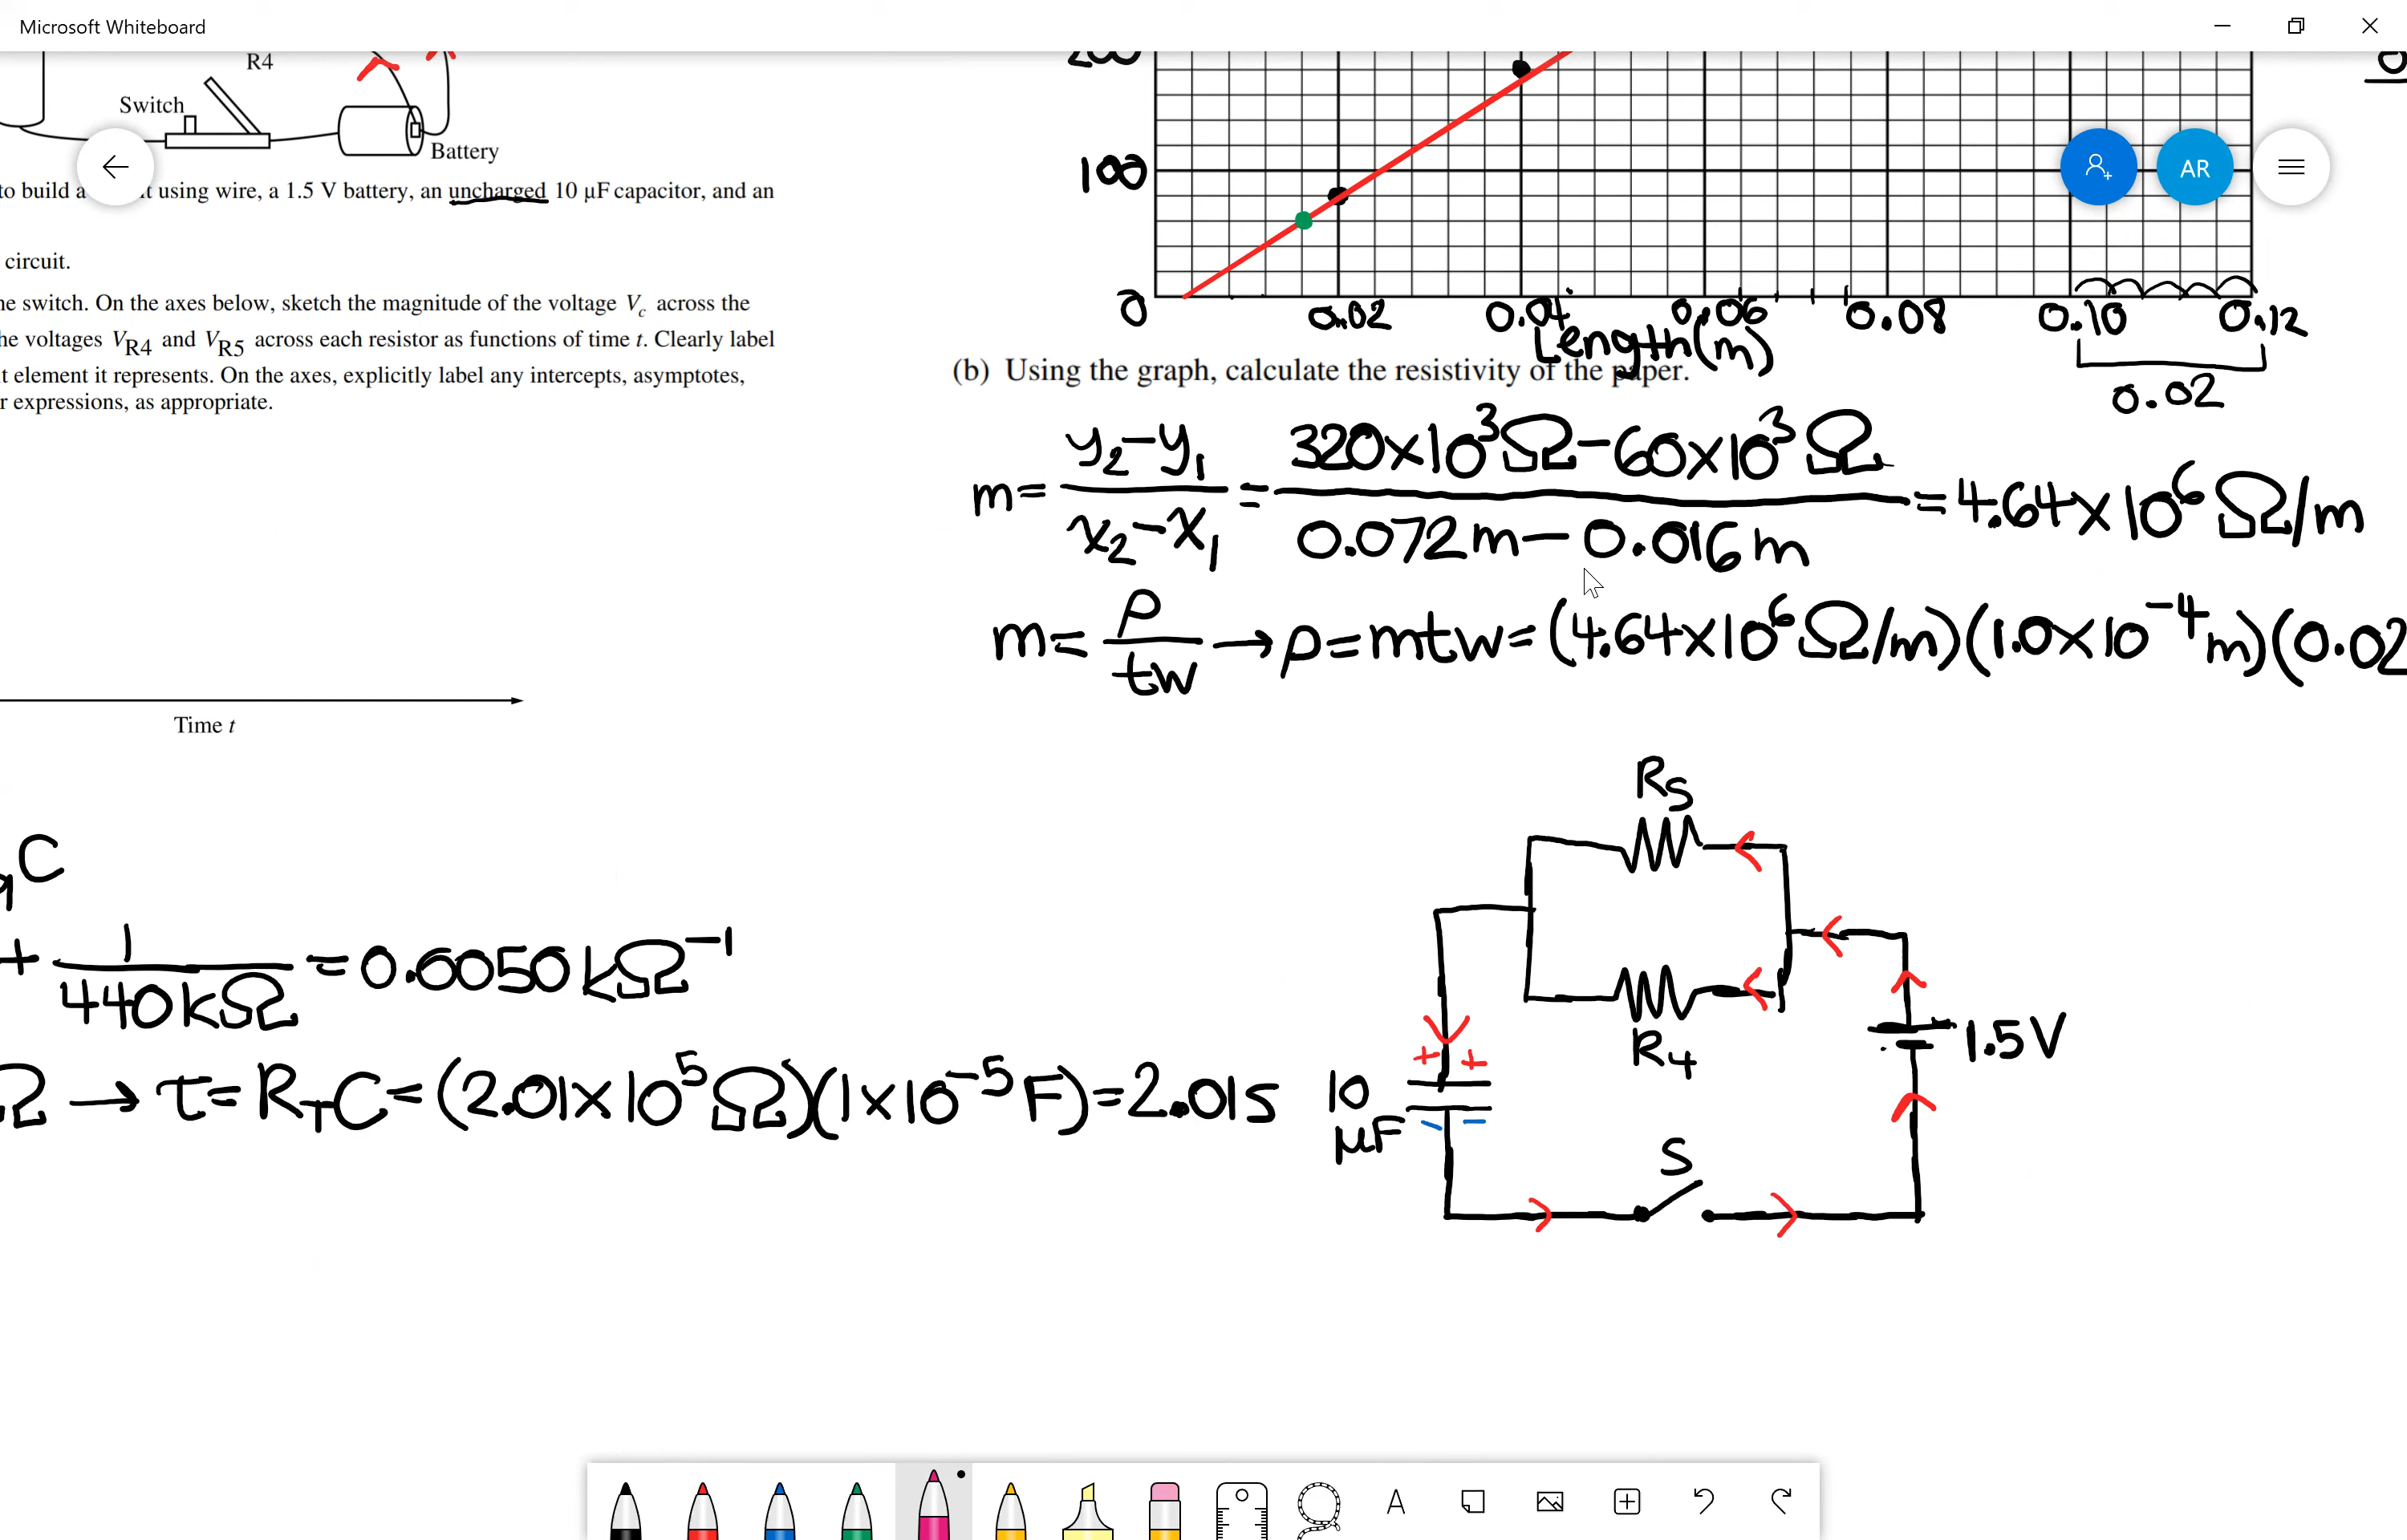 Microsoft Whiteboard
R4
Switch
Battery
to build a
t using wire, a 1.5 V battery, an uncharged 10 μF capacitor, and an
circuit.
ne switch. On the axes below, sketch the magnitude of the voltage Vc across the
he voltages VR4 and VR5 across each resistor as functions of time t. Clearly label
t element it represents. On the axes, explicitly label any intercepts, asymptotes,
r expressions, as appropriate.
Time t
200
100
0
0.02 0.04 0.06 0.08 0.10 0.12
Length(m)
0.02
AR
(b) Using the graph, calculate the resistivity of the paper.
m = y₂-y₁ / x₂-x₁ = 320×10³Ω-60×10³Ω / 0.072m-0.016m = 4.64×10⁶Ω/m
m = ρ/tw → ρ=mtw=(4.64×10⁶Ω/m)(1.0×10⁻⁴m)(0.02
C
+ 1/440kΩ = 0.0050kΩ⁻¹
Ω → τ=R_TC=(2.01×10⁵Ω)(1×10⁻⁵F)=2.01s
R5
R4
1.5V
+ +
10
μF
- -
S
A